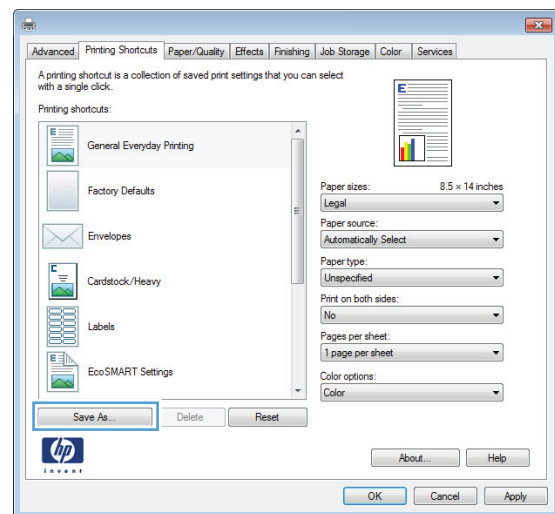 Advanced Printing Shortcuts Paper/Quality Effects Finishing Job Storage Color Services
A printing shortcut is a collection of saved print settings that you can select
with a single click.
Printing shortcuts:
E
General Everyday Printing
Factory Defaults
Envelopes
Cardstock/Heavy
Labels
EcoSMART Settings
Save As... Delete Reset
E
Paper sizes: 8.5 × 14 inches
Legal
Paper source:
Automatically Select
Paper type:
Unspecified
Print on both sides:
No
Pages per sheet:
1 page per sheet
Color options:
Color
hp
invent
About... Help
OK Cancel Apply